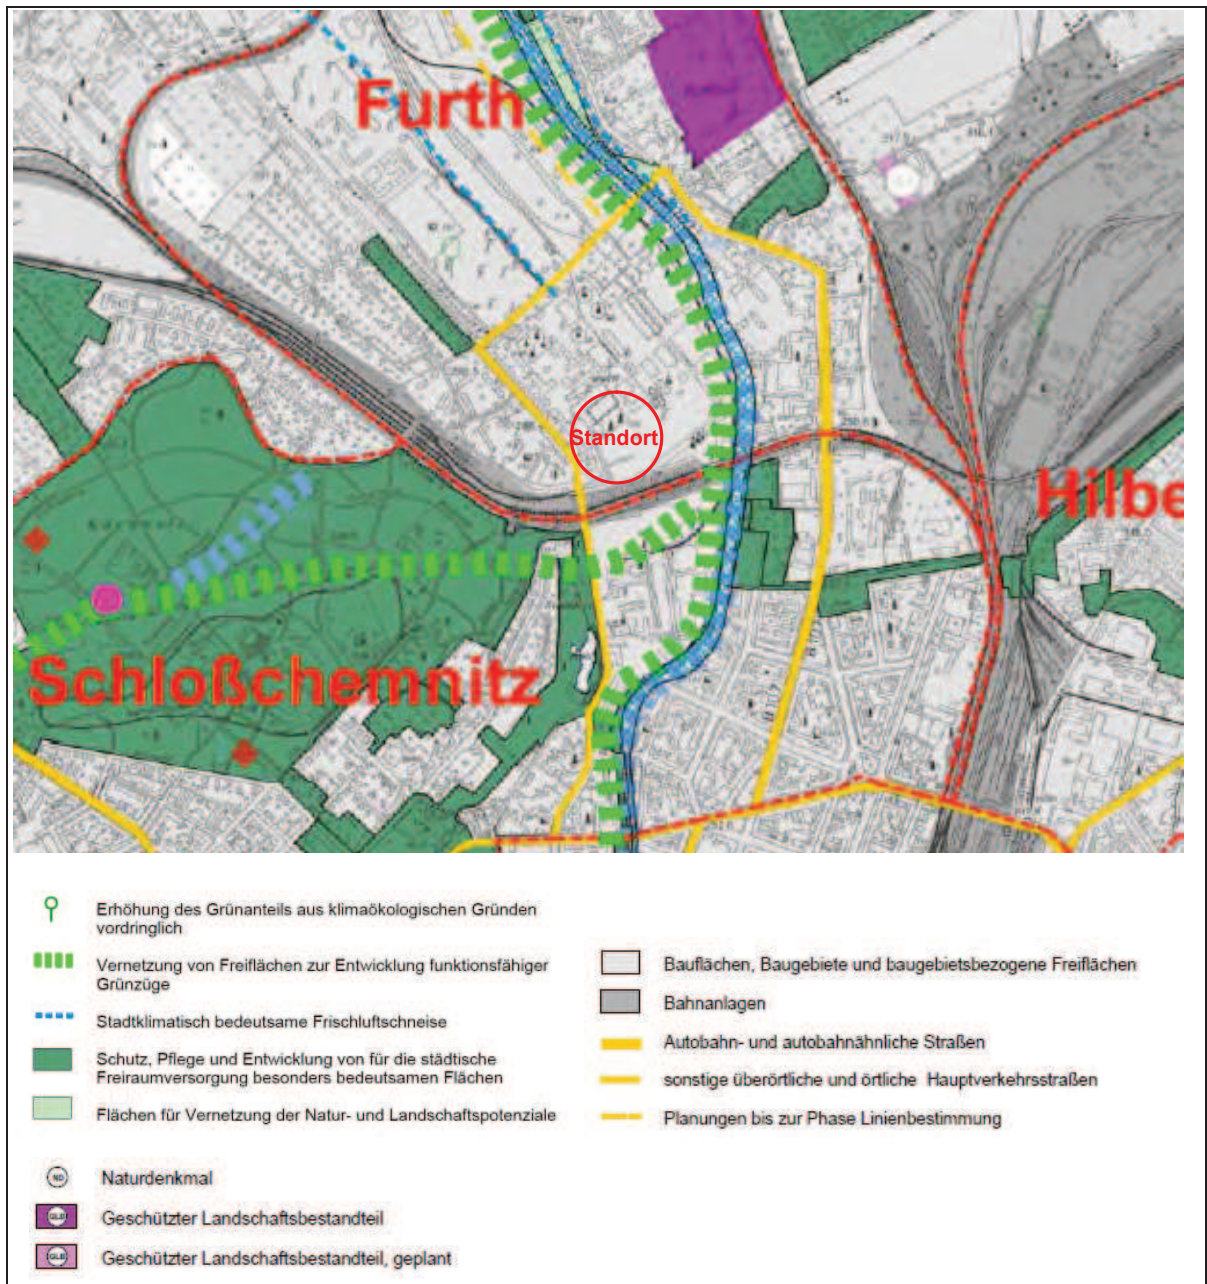 Furth
Standort
Hilbe
Schloßchemnitz
Erhöhung des Grünanteils aus klimaökologischen Gründen
vordringlich
Vernetzung von Freiflächen zur Entwicklung funktionsfähiger
Grünzüge
Stadtklimatisch bedeutsame Frischluftschneise
Schutz, Pflege und Entwicklung von für die städtische
Freiraumversorgung besonders bedeutsamen Flächen
Flächen für Vernetzung der Natur- und Landschaftspotenziale
ND Naturdenkmal
GLB Geschützter Landschaftsbestandteil
GLB Geschützter Landschaftsbestandteil, geplant
Bauflächen, Baugebiete und baugebietsbezogene Freiflächen
Bahnanlagen
Autobahn- und autobahnähnliche Straßen
sonstige überörtliche und örtliche Hauptverkehrsstraßen
Planungen bis zur Phase Linienbestimmung